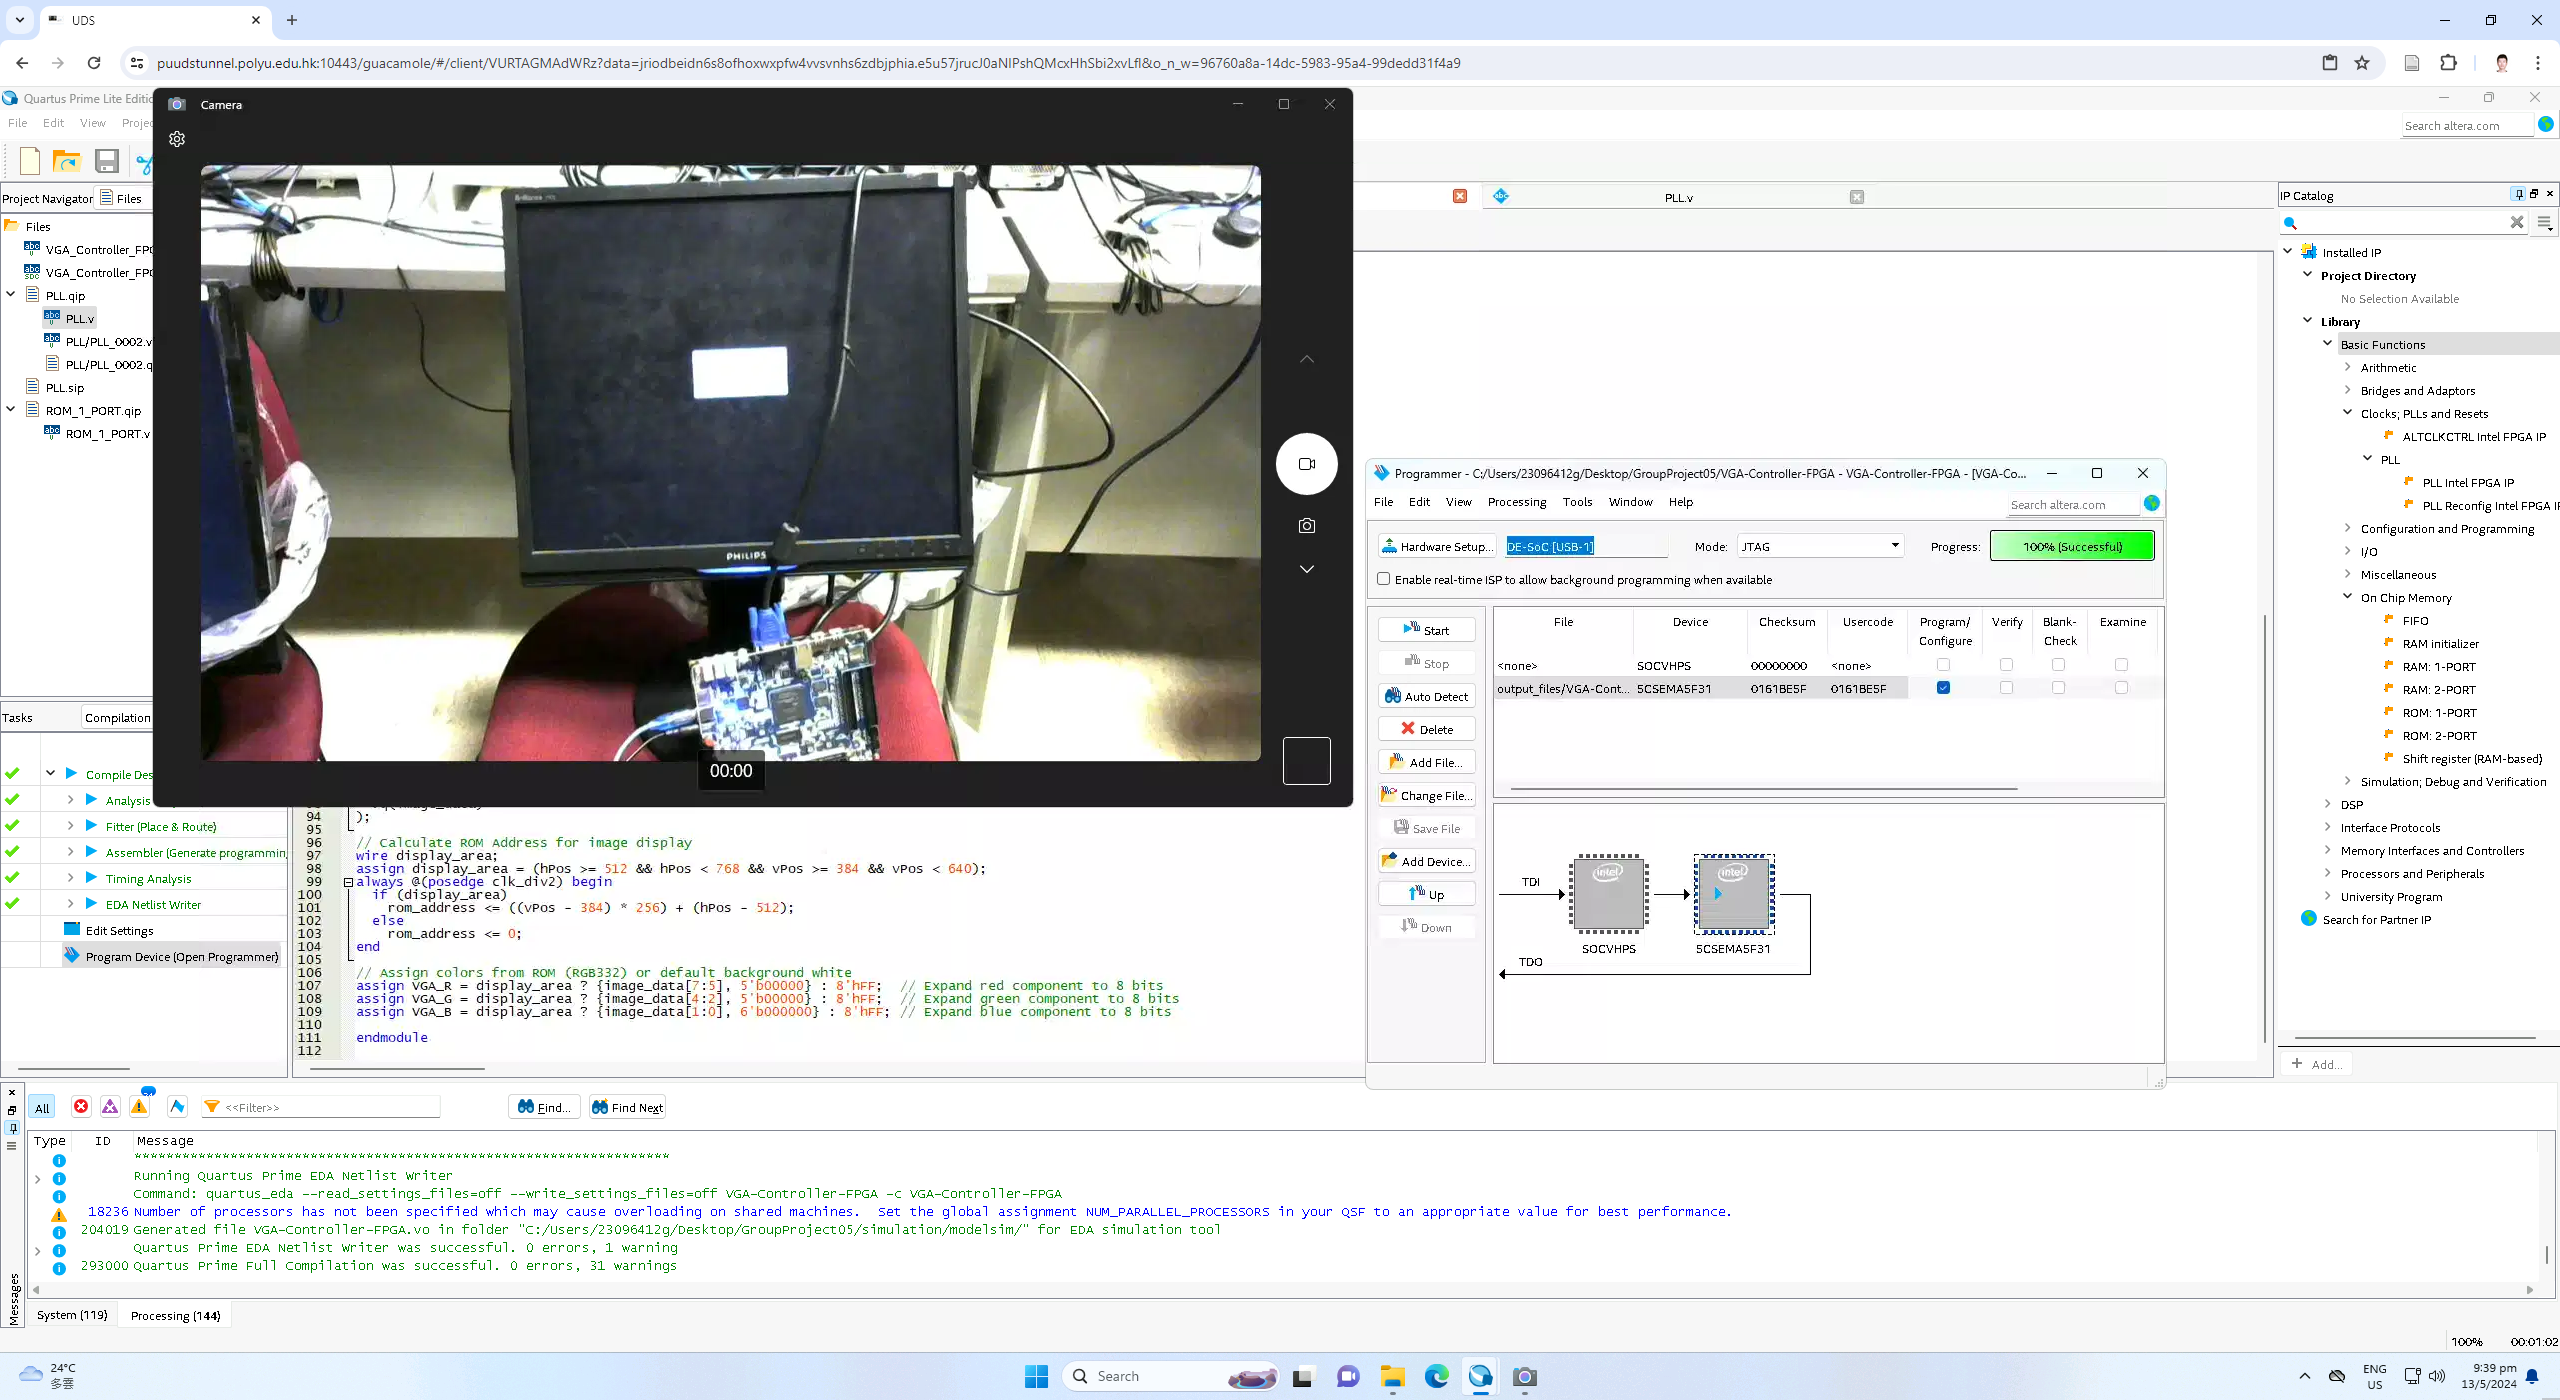 UDS
puudstunnel.polyu.edu.hk:10443/guacamole/#/client/VURTAGMAdWRz?data=jriodbeidn6s8ofhoxwxpfw4vvsvnhs6zdbjphia.e5u57jrucJ0aNIPshQMcxHhSbi2xvLfl&o_n_w=96760a8a-14dc-5983-95a4-99dedd31f4a9
Quartus Prime Lite Editio
File Edit View Projec
Search altera.com
Camera
Project Navigator Files
Files
VGA_Controller_FPG
VGA_Controller_FPG
PLL.qip
PLL.v
PLL/PLL_0002.v
PLL/PLL_0002.q
PLL.sip
ROM_1_PORT.qip
ROM_1_PORT.v
PHILIPS
00:00
PLL.v
IP Catalog
Installed IP
Project Directory
No Selection Available
Library
Basic Functions
Arithmetic
Bridges and Adaptors
Clocks; PLLs and Resets
ALTCLKCTRL Intel FPGA IP
PLL
PLL Intel FPGA IP
PLL Reconfig Intel FPGA IP
Configuration and Programming
I/O
Miscellaneous
On Chip Memory
FIFO
RAM initializer
RAM: 1-PORT
RAM: 2-PORT
ROM: 1-PORT
ROM: 2-PORT
Shift register (RAM-based)
Simulation; Debug and Verification
DSP
Interface Protocols
Memory Interfaces and Controllers
Processors and Peripherals
University Program
Search for Partner IP
Add...
Programmer - C:/Users/23096412g/Desktop/GroupProject05/VGA-Controller-FPGA - VGA-Controller-FPGA - [VGA-Co...
File Edit View Processing Tools Window Help
Search altera.com
Hardware Setup... DE-SoC [USB-1] Mode: JTAG Progress: 100% (Successful)
Enable real-time ISP to allow background programming when available
Start
Stop
Auto Detect
Delete
Add File...
Change File...
Save File
Add Device...
Up
Down
File Device Checksum Usercode Program/ Configure Verify Blank- Check Examine
<none> SOCVHPS 00000000 <none>
output_files/VGA-Cont... 5CSEMA5F31 0161BE5F 0161BE5F
TDI
intel
intel
SOCVHPS
5CSEMA5F31
TDO
Tasks Compilation
Compile Des
Analysis
Fitter (Place & Route)
Assembler (Generate programmin
Timing Analysis
EDA Netlist Writer
Edit Settings
Program Device (Open Programmer)
94 );
95
96 // Calculate ROM Address for image display
97 wire display_area;
98 assign display_area = (hPos >= 512 && hPos < 768 && vPos >= 384 && vPos < 640);
99 always @(posedge clk_div2) begin
100 if (display_area)
101 rom_address <= ((vPos - 384) * 256) + (hPos - 512);
102 else
103 rom_address <= 0;
104 end
105
106 // Assign colors from ROM (RGB332) or default background white
107 assign VGA_R = display_area ? {image_data[7:5], 5'b00000} : 8'hFF; // Expand red component to 8 bits
108 assign VGA_G = display_area ? {image_data[4:2], 5'b00000} : 8'hFF; // Expand green component to 8 bits
109 assign VGA_B = display_area ? {image_data[1:0], 6'b000000} : 8'hFF; // Expand blue component to 8 bits
110
111 endmodule
112
All <<Filter>> Find... Find Next
Type ID Message
*******************************************************************
Running Quartus Prime EDA Netlist Writer
Command: quartus_eda --read_settings_files=off --write_settings_files=off VGA-Controller-FPGA -c VGA-Controller-FPGA
18236 Number of processors has not been specified which may cause overloading on shared machines. Set the global assignment NUM_PARALLEL_PROCESSORS in your QSF to an appropriate value for best performance.
204019 Generated file VGA-Controller-FPGA.vo in folder "C:/Users/23096412g/Desktop/GroupProject05/simulation/modelsim/" for EDA simulation tool
Quartus Prime EDA Netlist Writer was successful. 0 errors, 1 warning
293000 Quartus Prime Full Compilation was successful. 0 errors, 31 warnings
Messages
System (119) Processing (144)
100% 00:01:02
24°C
多雲
Search
ENG
US
9:39 pm
13/5/2024